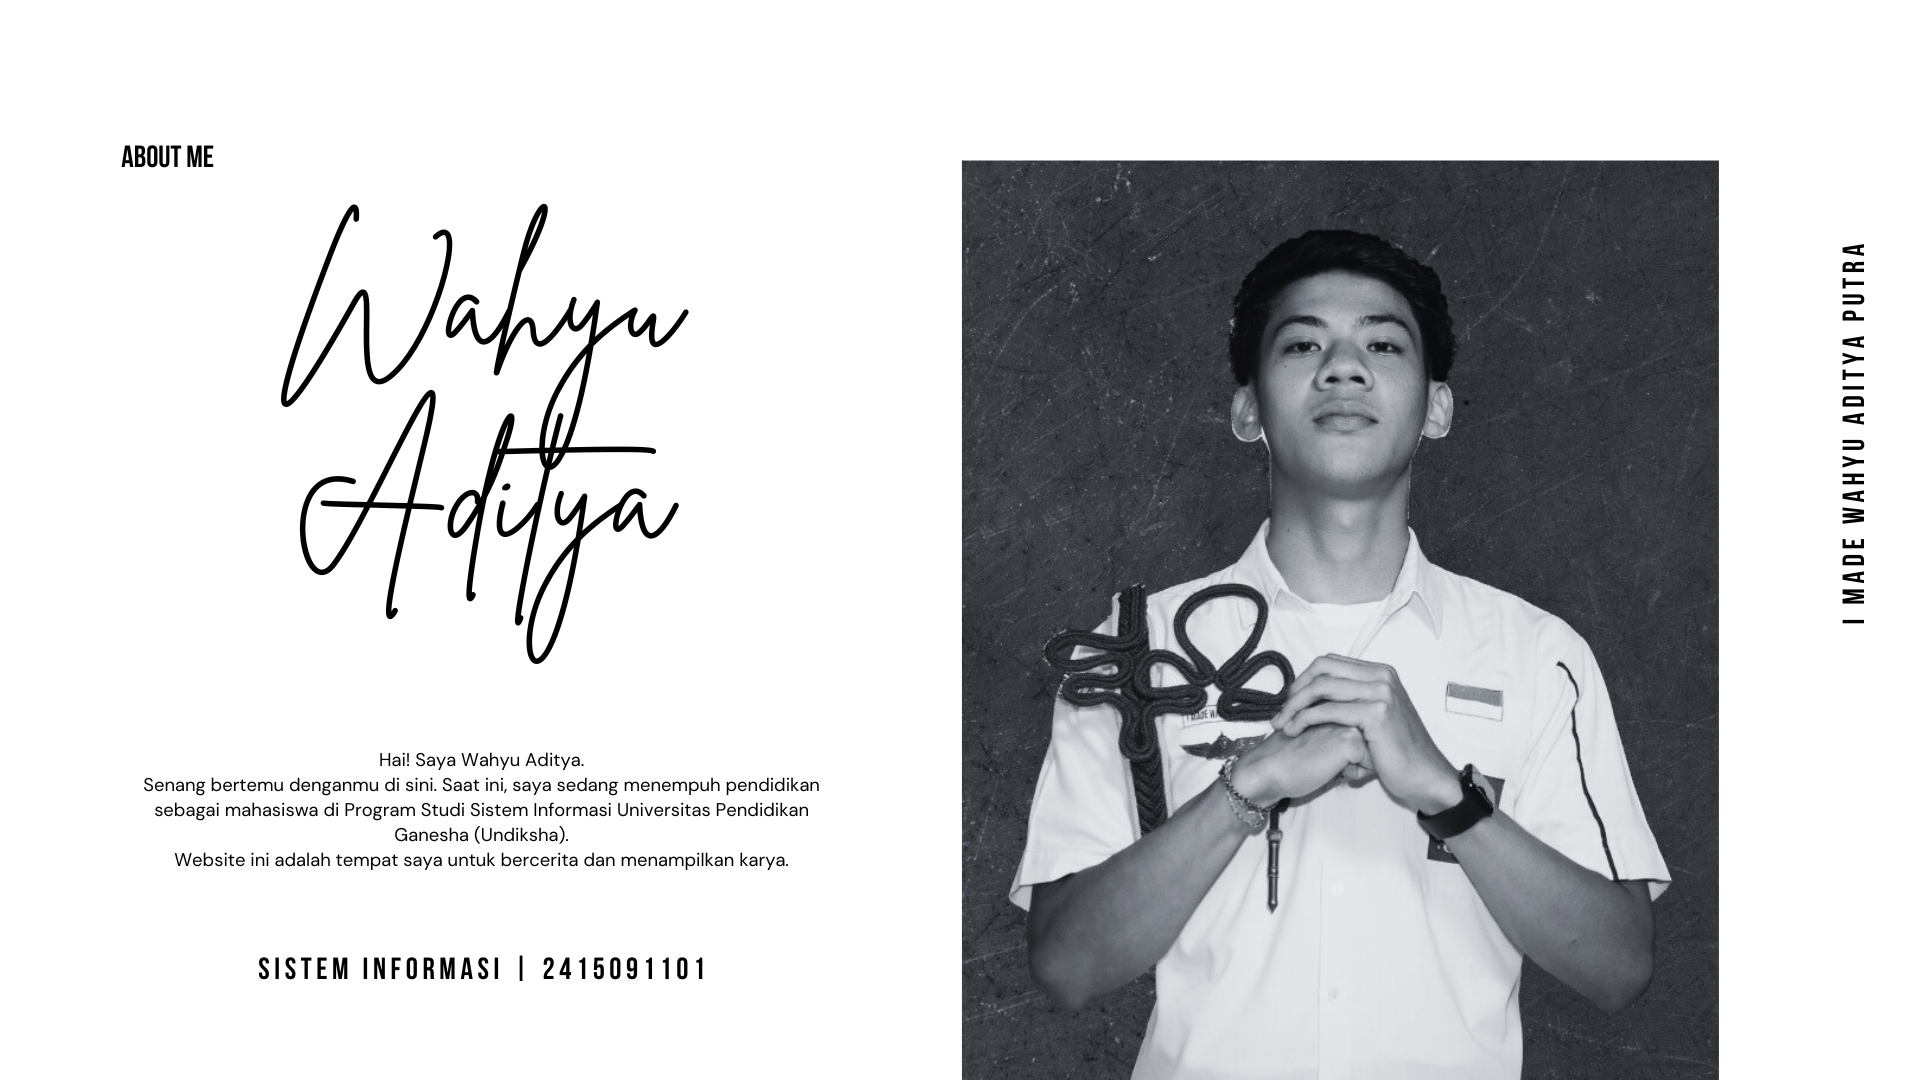 ABOUT ME
Wahyu
Aditya
Hai! Saya Wahyu Aditya.
Senang bertemu denganmu di sini. Saat ini, saya sedang menempuh pendidikan
sebagai mahasiswa di Program Studi Sistem Informasi Universitas Pendidikan
Ganesha (Undiksha).
Website ini adalah tempat saya untuk bercerita dan menampilkan karya.
SISTEM INFORMASI | 2415091101
I MADE WAHYU ADITYA PUTRA